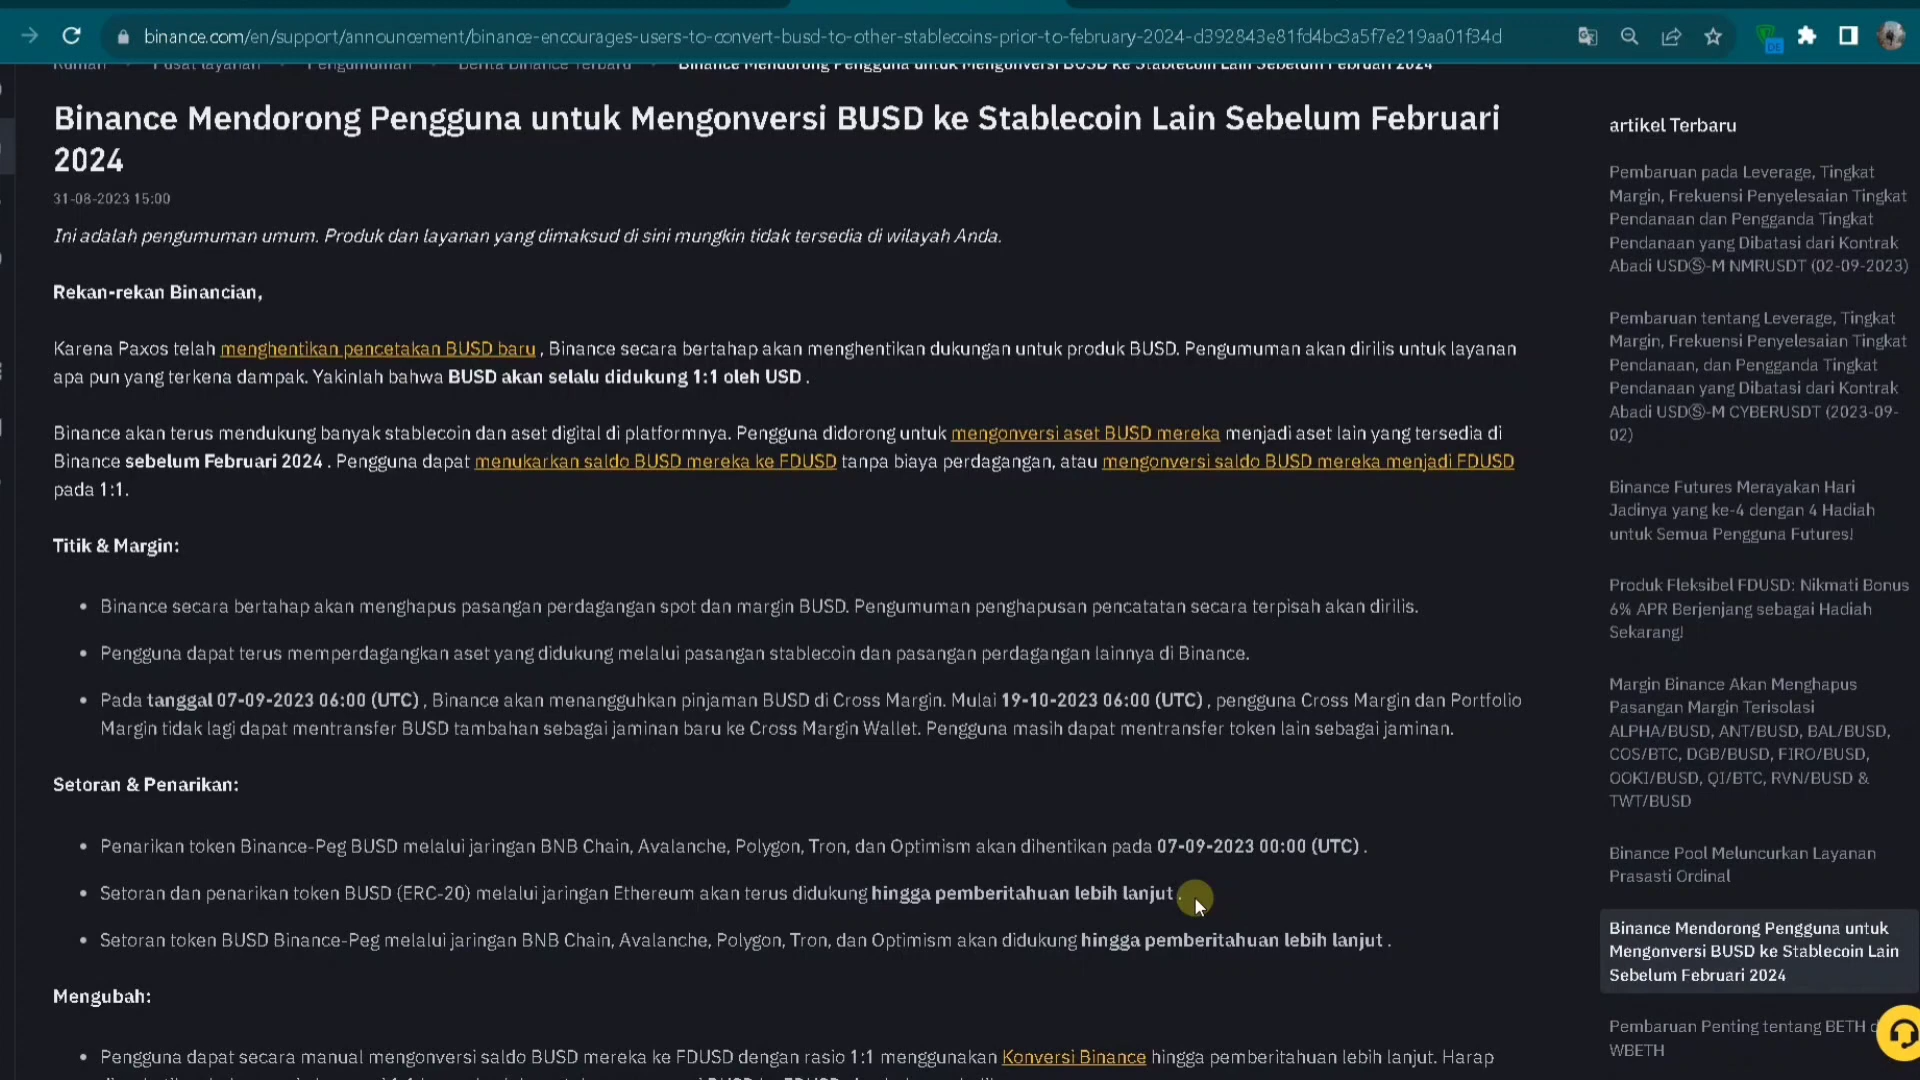 binance.com/en/support/announcement/binance-encourages-users-to-convert-busd-to-other-stablecoins-prior-to-february-2024-d392843e81fd4bc3a5f7e219aa01f34d
DE
Binance Mendorong Pengguna untuk Mengonversi BUSD ke Stablecoin Lain Sebelum Februari 2024
Binance Mendorong Pengguna untuk Mengonversi BUSD ke Stablecoin Lain Sebelum Februari
2024
31-08-2023 15:00
Ini adalah pengumuman umum. Produk dan layanan yang dimaksud di sini mungkin tidak tersedia di wilayah Anda.
Rekan-rekan Binancian,
Karena Paxos telah menghentikan pencetakan BUSD baru , Binance secara bertahap akan menghentikan dukungan untuk produk BUSD. Pengumuman akan dirilis untuk layanan
apa pun yang terkena dampak. Yakinlah bahwa BUSD akan selalu didukung 1:1 oleh USD .
Binance akan terus mendukung banyak stablecoin dan aset digital di platformnya. Pengguna didorong untuk mengonversi aset BUSD mereka menjadi aset lain yang tersedia di
Binance sebelum Februari 2024 . Pengguna dapat menukarkan saldo BUSD mereka ke FDUSD tanpa biaya perdagangan, atau mengonversi saldo BUSD mereka menjadi FDUSD
pada 1:1.
Titik & Margin:
• Binance secara bertahap akan menghapus pasangan perdagangan spot dan margin BUSD. Pengumuman penghapusan pencatatan secara terpisah akan dirilis.
• Pengguna dapat terus memperdagangkan aset yang didukung melalui pasangan stablecoin dan pasangan perdagangan lainnya di Binance.
• Pada tanggal 07-09-2023 06:00 (UTC) , Binance akan menangguhkan pinjaman BUSD di Cross Margin. Mulai 19-10-2023 06:00 (UTC) , pengguna Cross Margin dan Portfolio
Margin tidak lagi dapat mentransfer BUSD tambahan sebagai jaminan baru ke Cross Margin Wallet. Pengguna masih dapat mentransfer token lain sebagai jaminan.
Setoran & Penarikan:
• Penarikan token Binance-Peg BUSD melalui jaringan BNB Chain, Avalanche, Polygon, Tron, dan Optimism akan dihentikan pada 07-09-2023 00:00 (UTC) .
• Setoran dan penarikan token BUSD (ERC-20) melalui jaringan Ethereum akan terus didukung hingga pemberitahuan lebih lanjut .
• Setoran token BUSD Binance-Peg melalui jaringan BNB Chain, Avalanche, Polygon, Tron, dan Optimism akan didukung hingga pemberitahuan lebih lanjut .
Mengubah:
• Pengguna dapat secara manual mengonversi saldo BUSD mereka ke FDUSD dengan rasio 1:1 menggunakan Konversi Binance hingga pemberitahuan lebih lanjut. Harap
artikel Terbaru
Pembaruan pada Leverage, Tingkat
Margin, Frekuensi Penyelesaian Tingkat
Pendanaan dan Pengganda Tingkat
Pendanaan yang Dibatasi dari Kontrak
Abadi USDⓈ-M NMRUSDT (02-09-2023)
Pembaruan tentang Leverage, Tingkat
Margin, Frekuensi Penyelesaian Tingkat
Pendanaan, dan Pengganda Tingkat
Pendanaan yang Dibatasi dari Kontrak
Abadi USDⓈ-M CYBERUSDT (2023-09-
02)
Binance Futures Merayakan Hari
Jadinya yang ke-4 dengan 4 Hadiah
untuk Semua Pengguna Futures!
Produk Fleksibel FDUSD: Nikmati Bonus
6% APR Berjenjang sebagai Hadiah
Sekarang!
Margin Binance Akan Menghapus
Pasangan Margin Terisolasi
ALPHA/BUSD, ANT/BUSD, BAL/BUSD,
COS/BTC, DGB/BUSD, FIRO/BUSD,
OOKI/BUSD, QI/BTC, RVN/BUSD &
TWT/BUSD
Binance Pool Meluncurkan Layanan
Prasasti Ordinal
Binance Mendorong Pengguna untuk
Mengonversi BUSD ke Stablecoin Lain
Sebelum Februari 2024
Pembaruan Penting tentang BETH
WBETH